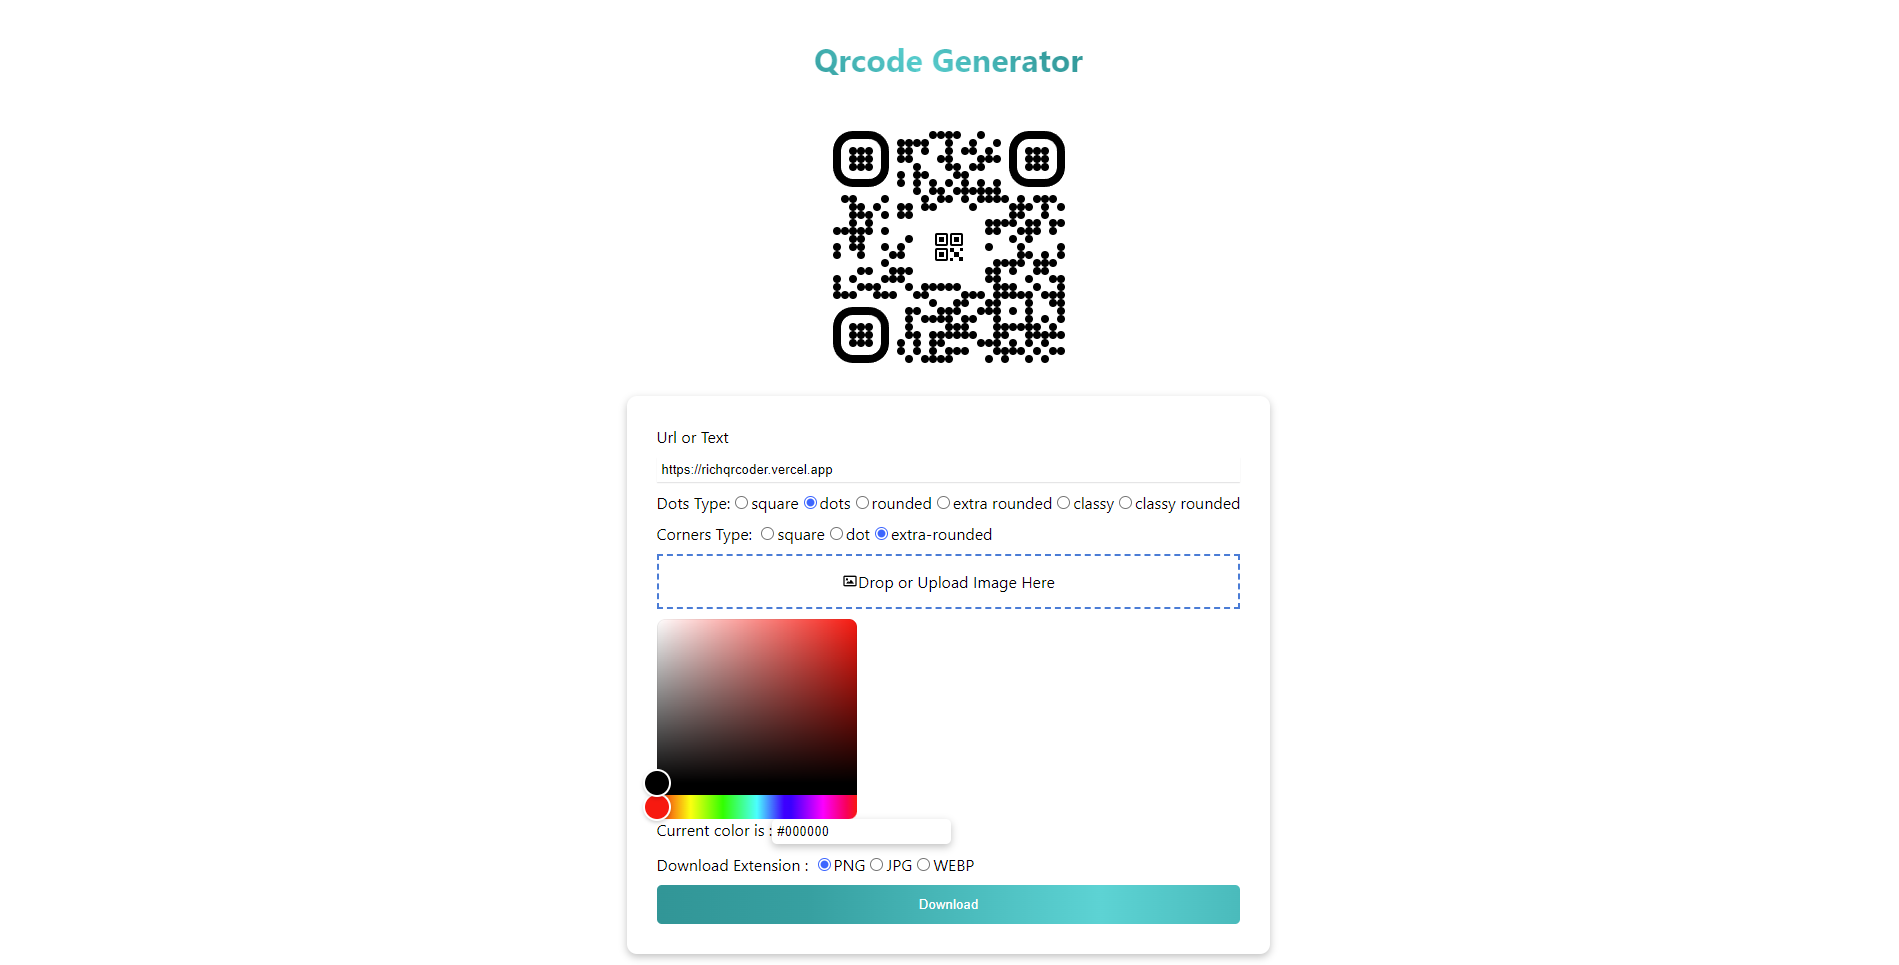 Qrcode Generator
Url or Text
https://richqrcoder.vercel.app
Dots Type: square dots rounded extra rounded classy classy rounded
Corners Type: square dot extra-rounded
Drop or Upload Image Here
Current color is : #000000
Download Extension : PNG JPG WEBP
Download